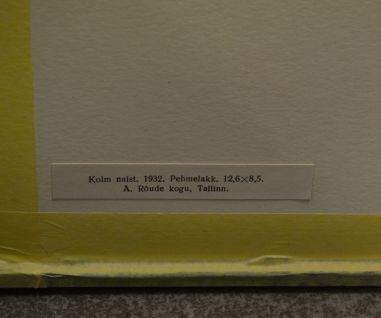 Kolm naist. 1932. Pehmelakk. 12,6×8,5.
A. Rõude kogu, Tallinn.